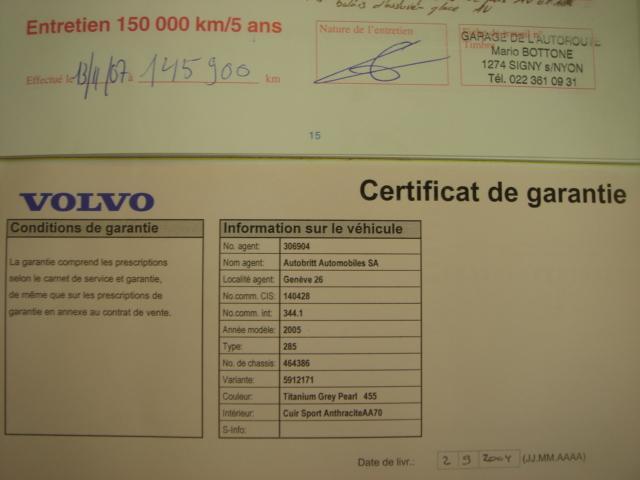 balais d'essuie glace AV
Entretien 150 000 km/5 ans
Nature de l'entretien
GARAGE DE L'AUTOROUTE
Timbre
Mario BOTTONE
1274 SIGNY s/NYON
Tél. 022 361 09 31
Effectué le 13/4/07 à 145 900 km
15
VOLVO
Certificat de garantie
Conditions de garantie
La garantie comprend les prescriptions
selon le carnet de service et garantie,
de même que sur les prescriptions de
garantie en annexe au contrat de vente.
Information sur le véhicule
No. agent: 306904
Nom agent: Autobritt Automobiles SA
Localité agent: Genève 26
No.comm. CIS: 140428
No.comm. int: 344.1
Année modèle: 2005
Type: 285
No. de chassis: 464386
Variante: 5912171
Couleur: Titanium Grey Pearl 455
Intérieur: Cuir Sport AnthraciteAA70
S-Info:
Date de livr.: 2 9 2004 (JJ.MM.AAAA)